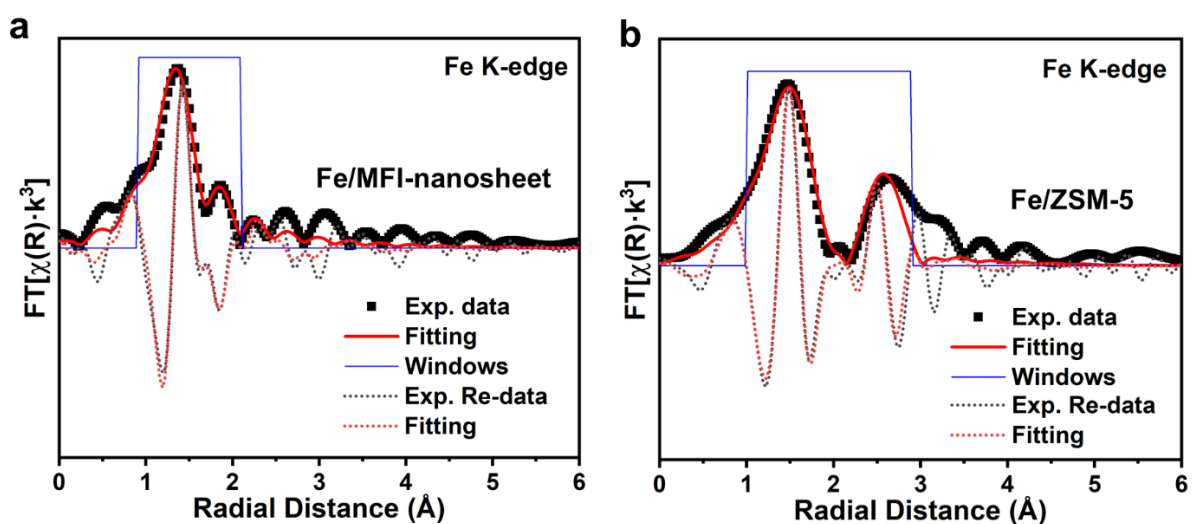 a
Fe K-edge
Fe/MFI-nanosheet
FT[χ(R)·k³]
Exp. data
Fitting
Windows
Exp. Re-data
Fitting
0 1 2 3 4 5 6
Radial Distance (Å)
b
Fe K-edge
Fe/ZSM-5
FT[χ(R)·k³]
Exp. data
Fitting
Windows
Exp. Re-data
Fitting
0 1 2 3 4 5 6
Radial Distance (Å)